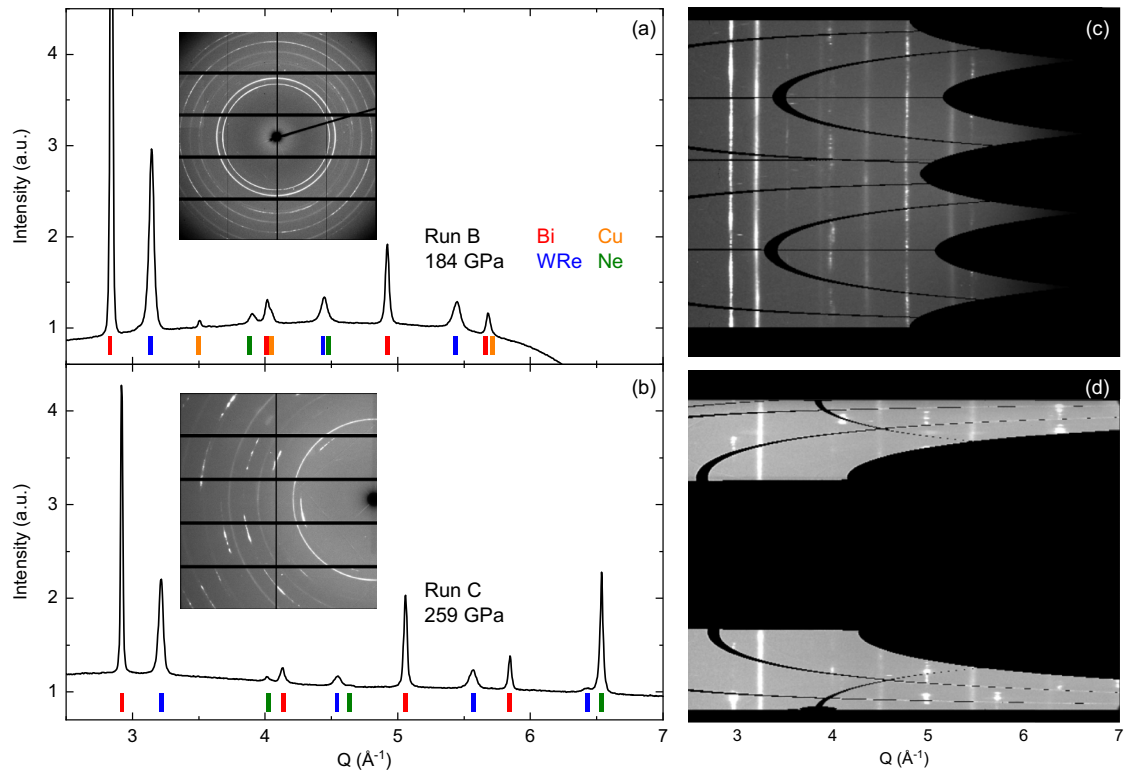 (a)
4
3
2
1
Intensity (a.u.)
Run B Bi Cu
184 GPa WRe Ne
(b)
4
3
2
1
Intensity (a.u.)
Run C
259 GPa
3 4 5 6 7
Q (Å⁻¹)
(c)
(d)
3 4 5 6 7
Q (Å⁻¹)